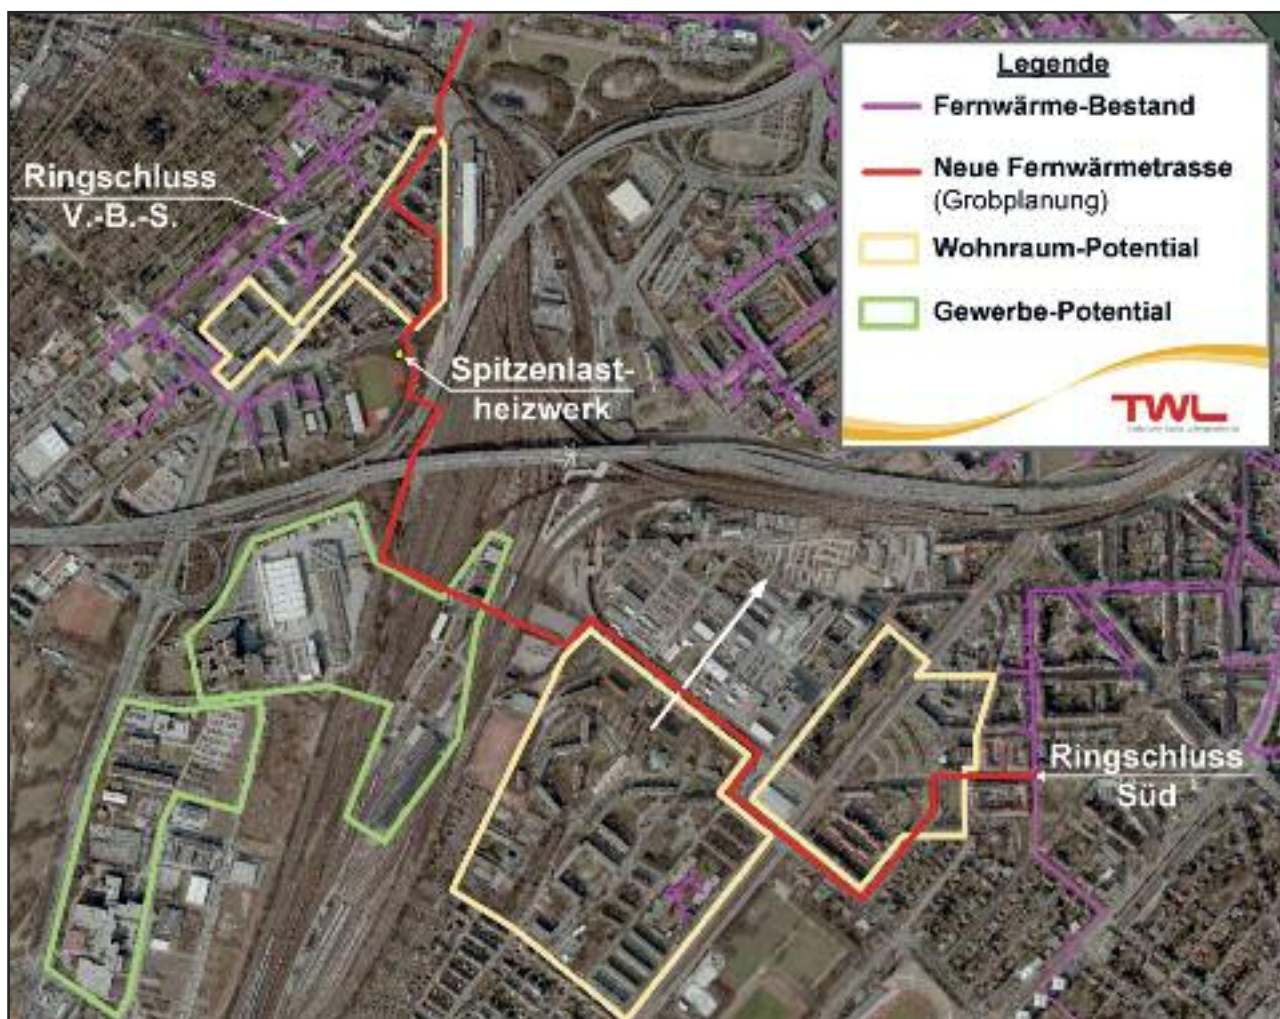 Legende
Fernwärme-Bestand
Neue Fernwärmetrasse
(Grobplanung)
Wohnraum-Potential
Gewerbe-Potential
TWL
Ringschluss
V.-B.-S.
Spitzenlast-
heizwerk
Ringschluss
Süd